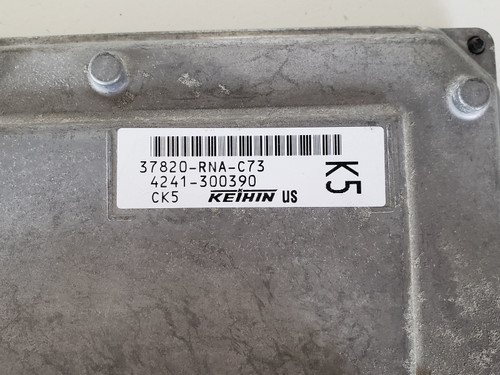 37820-RNA-C73
4241-300390
CK5 KEIHIN US
K5